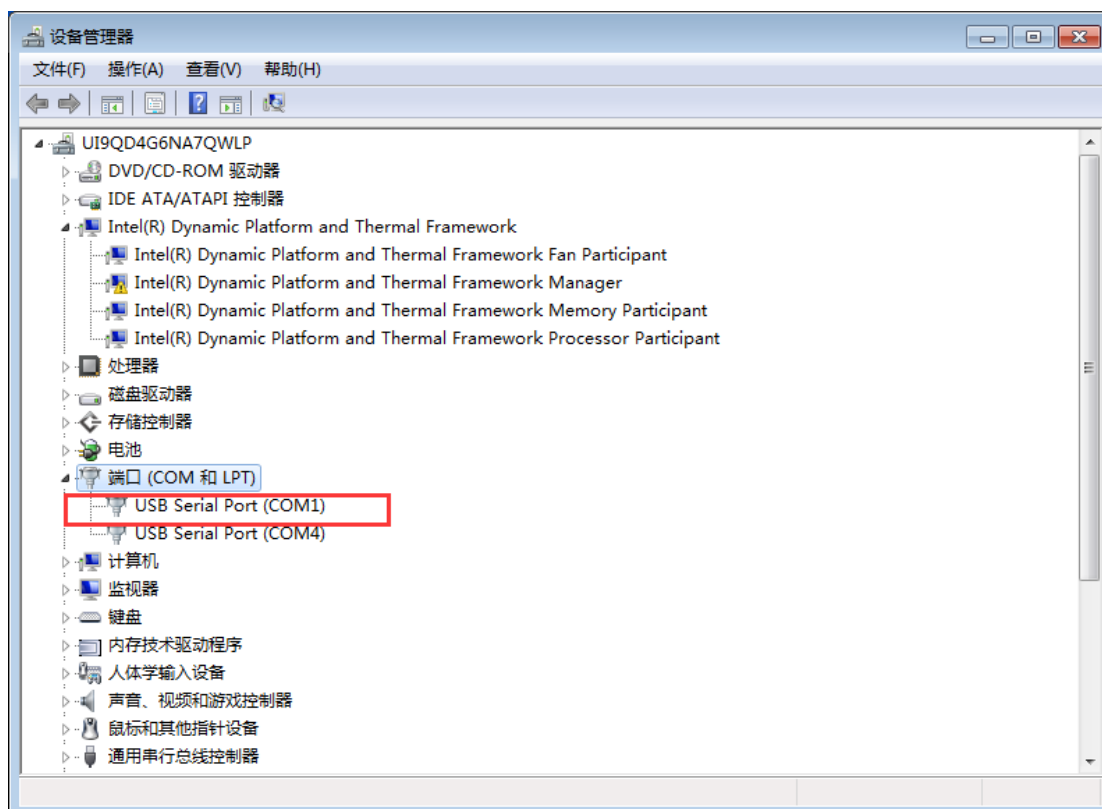 设备管理器
文件(F) 操作(A) 查看(V) 帮助(H)
UI9QD4G6NA7QWLP
DVD/CD-ROM 驱动器
IDE ATA/ATAPI 控制器
Intel(R) Dynamic Platform and Thermal Framework
Intel(R) Dynamic Platform and Thermal Framework Fan Participant
Intel(R) Dynamic Platform and Thermal Framework Manager
Intel(R) Dynamic Platform and Thermal Framework Memory Participant
Intel(R) Dynamic Platform and Thermal Framework Processor Participant
处理器
磁盘驱动器
存储控制器
电池
端口 (COM 和 LPT)
USB Serial Port (COM1)
USB Serial Port (COM4)
计算机
监视器
键盘
内存技术驱动程序
人体学输入设备
声音、视频和游戏控制器
鼠标和其他指针设备
通用串行总线控制器